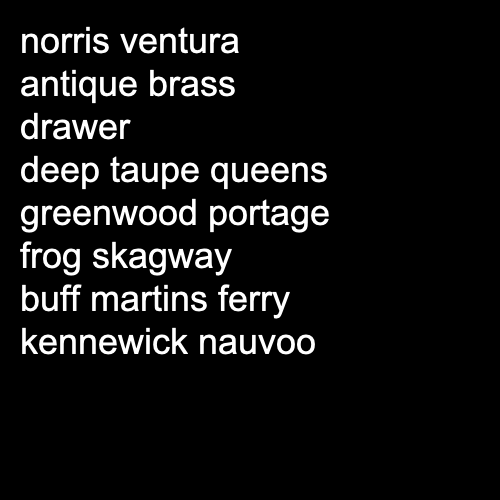 norris ventura
antique brass
drawer
deep taupe queens
greenwood portage
frog skagway
buff martins ferry
kennewick nauvoo